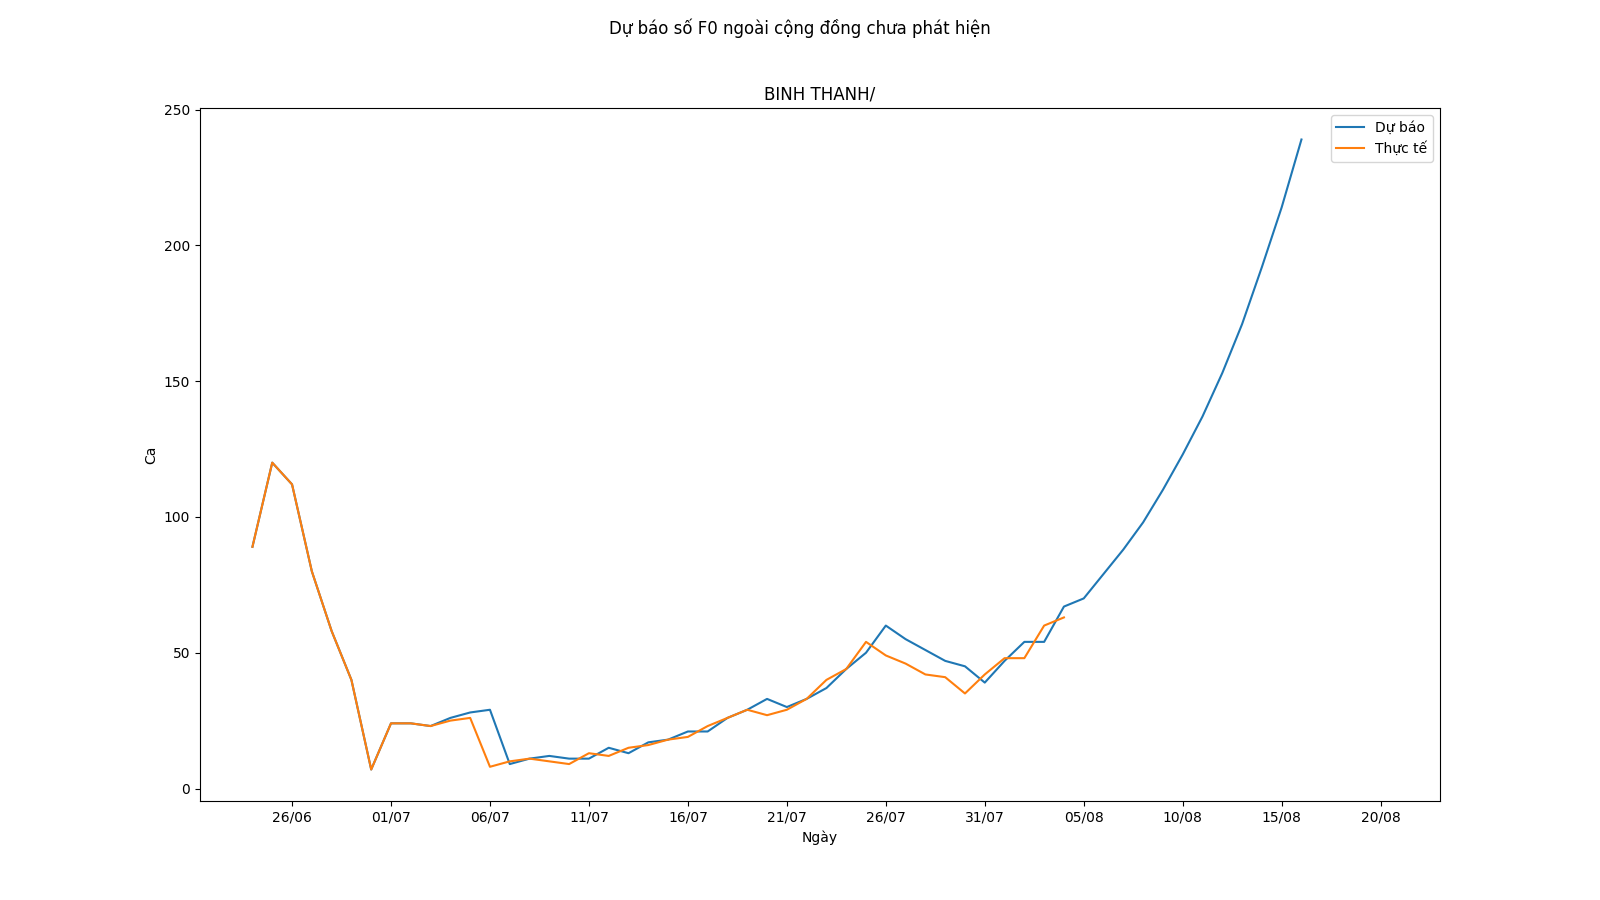 Dự báo số F0 ngoài cộng đồng chưa phát hiện
BINH THANH/
Dự báo
Thực tế
250
200
150
100
50
0
Ca
26/06 01/07 06/07 11/07 16/07 21/07 26/07 31/07 05/08 10/08 15/08 20/08
Ngày